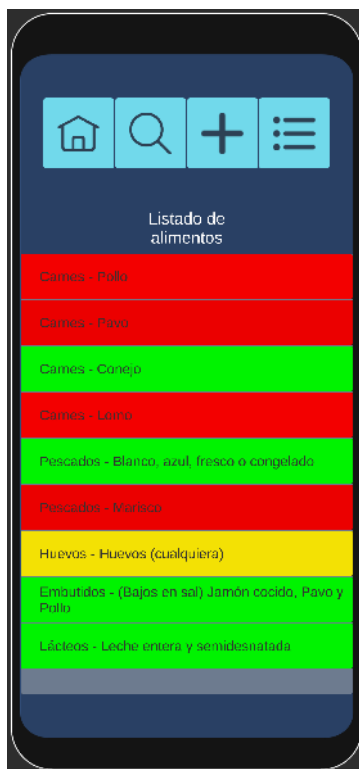 Listado de
alimentos
Carnes - Pollo
Carnes - Pavo
Carnes - Conejo
Carnes - Lomo
Pescados - Blanco, azul, fresco o congelado
Pescados - Marisco
Huevos - Huevos (cualquiera)
Embutidos - (Bajos en sal) Jamón cocido, Pavo y
Pollo
Lácteos - Leche entera y semidesnatada